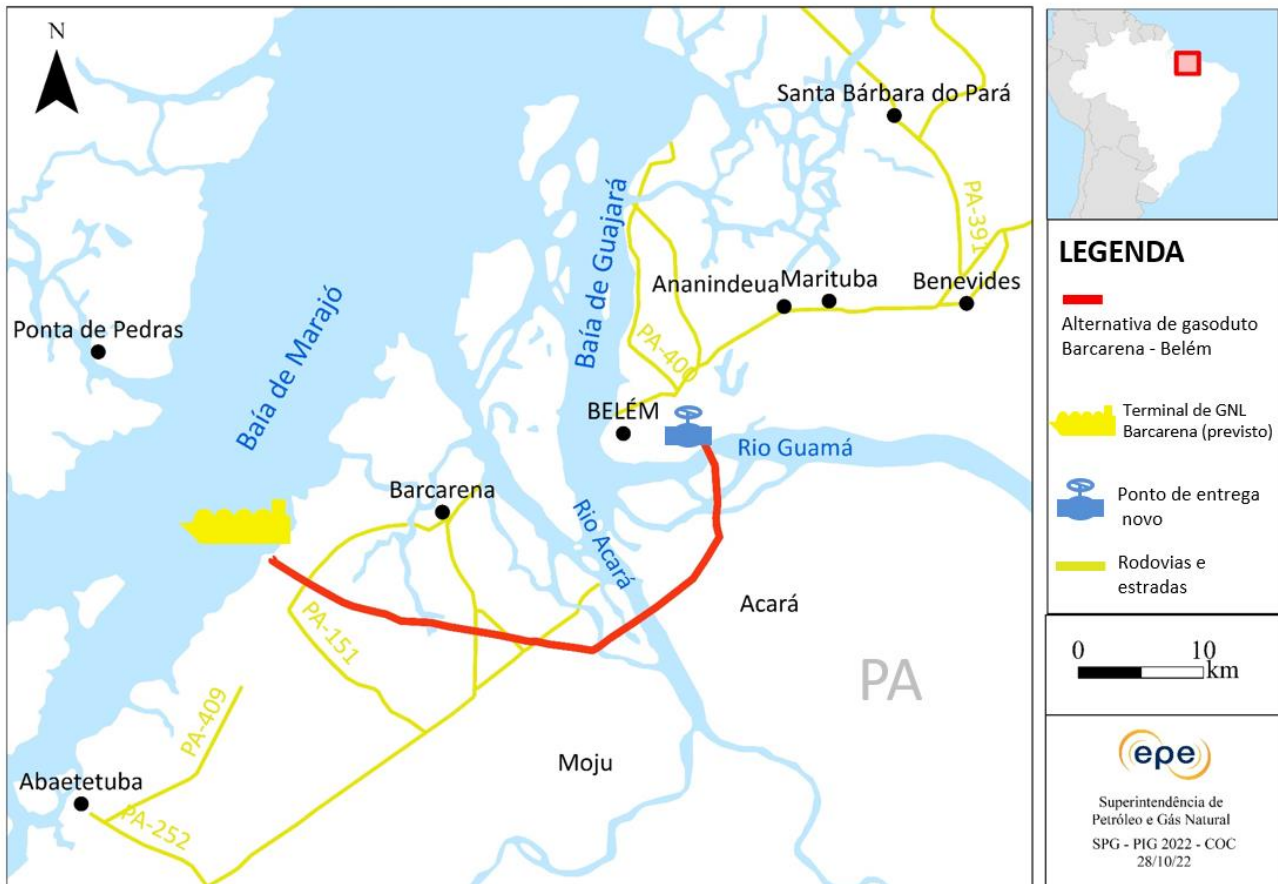 N
Santa Bárbara do Pará
PA-391
Baía de Guajará
Ananindeua
Marituba
Benevides
Baía de Marajó
Ponta de Pedras
PA-400
BELÉM
Rio Guamá
Barcarena
Rio Acará
Acará
PA-151
PA
PA-409
Moju
Abaetetuba
PA-252
LEGENDA
Alternativa de gasoduto
Barcarena - Belém
Terminal de GNL
Barcarena (previsto)
Ponto de entrega
novo
Rodovias e
estradas
0 10
km
epe
Superintendência de
Petróleo e Gás Natural
SPG - PIG 2022 - COC
28/10/22